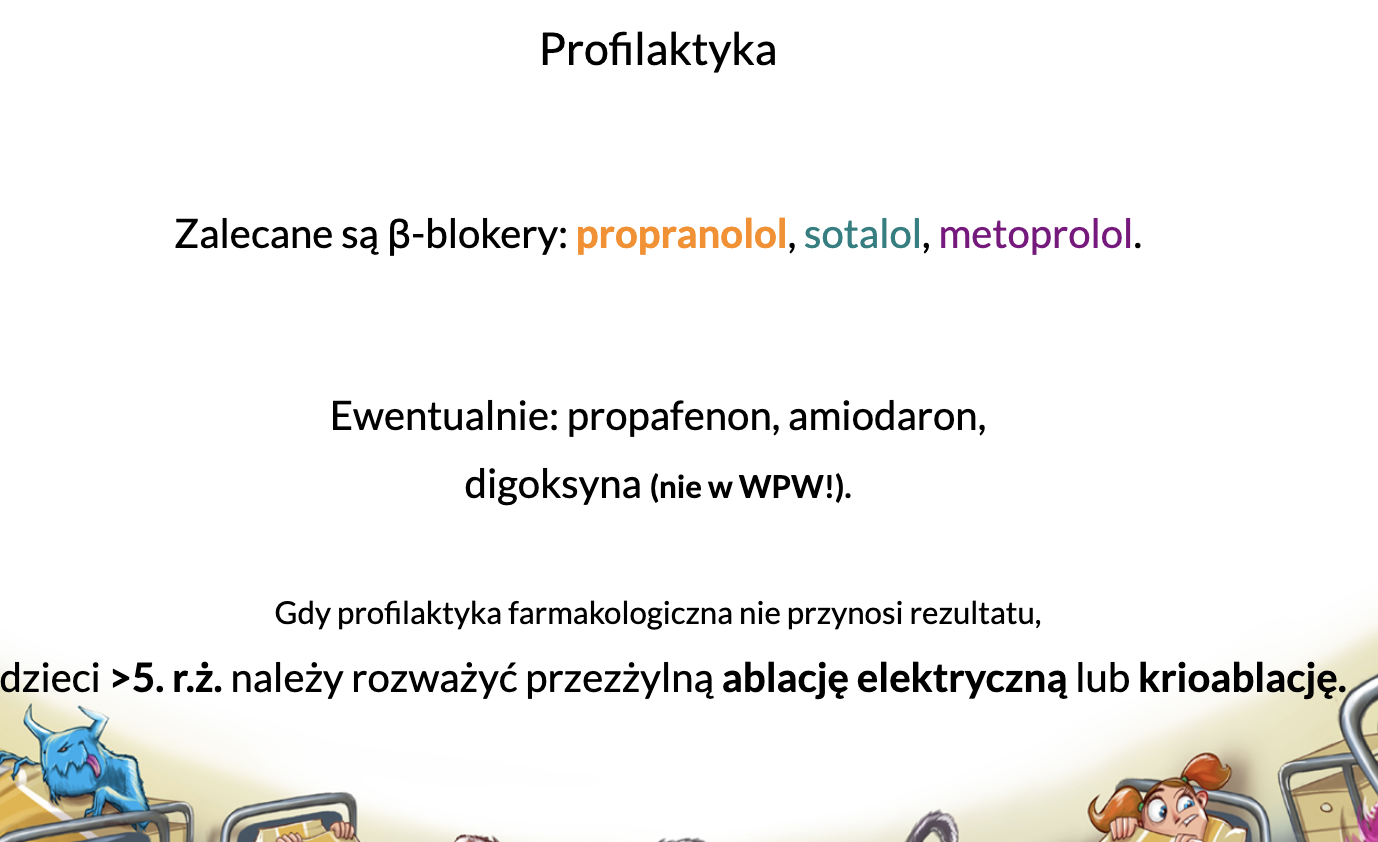 Profilaktyka
Zalecane są β-blokery: propranolol, sotalol, metoprolol.
Ewentualnie: propafenon, amiodaron,
digoksyna (nie w WPW!).
Gdy profilaktyka farmakologiczna nie przynosi rezultatu,
dzieci >5. r.ż. należy rozważyć przezżylną ablację elektryczną lub krioablację.